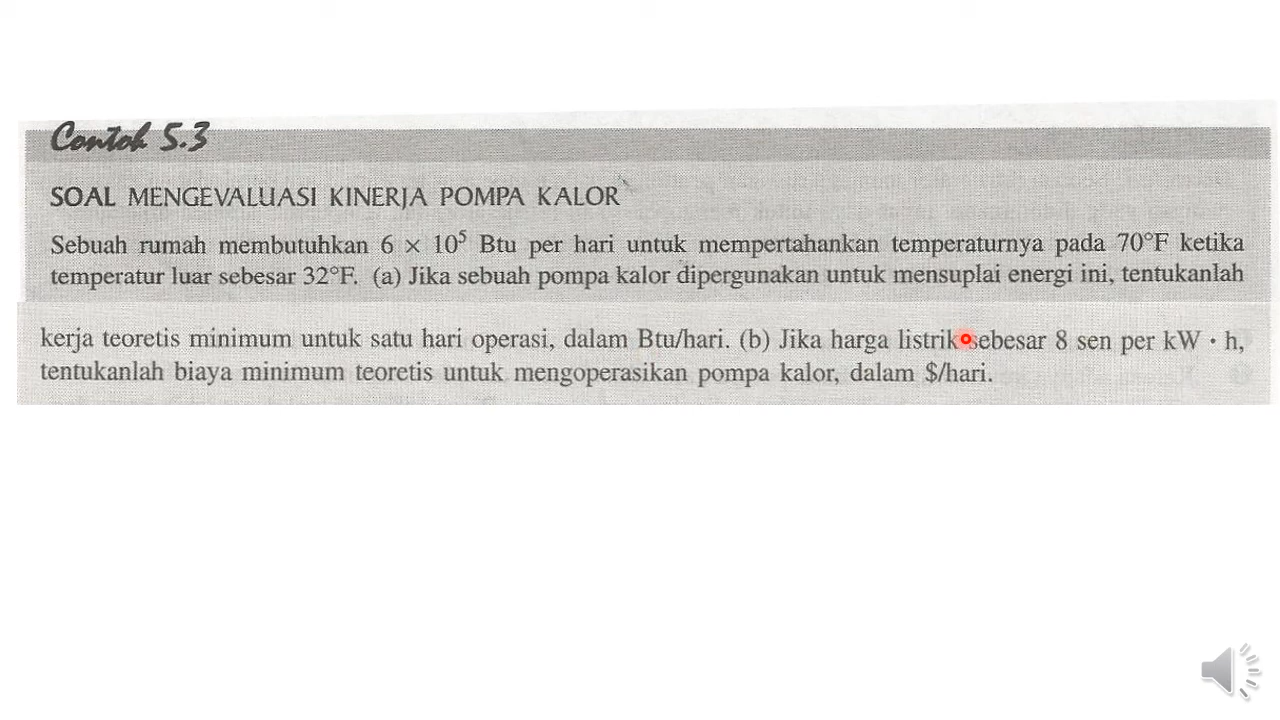 Contoh 5.3
SOAL MENGEVALUASI KINERJA POMPA KALOR
Sebuah rumah membutuhkan 6 × 10⁵ Btu per hari untuk mempertahankan temperaturnya pada 70°F ketika
temperatur luar sebesar 32°F. (a) Jika sebuah pompa kalor dipergunakan untuk mensuplai energi ini, tentukanlah
kerja teoretis minimum untuk satu hari operasi, dalam Btu/hari. (b) Jika harga listrik sebesar 8 sen per kW · h,
tentukanlah biaya minimum teoretis untuk mengoperasikan pompa kalor, dalam $/hari.